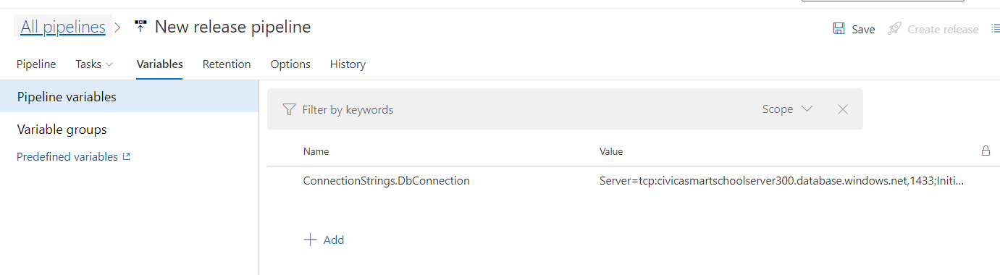 All pipelines > New release pipeline
Save Create release
Pipeline Tasks Variables Retention Options History
Pipeline variables
Filter by keywords Scope
Variable groups
Predefined variables
Name Value
ConnectionStrings.DbConnection Server=tcp:civicasmartschoolserver300.database.windows.net,1433;Initi...
+ Add